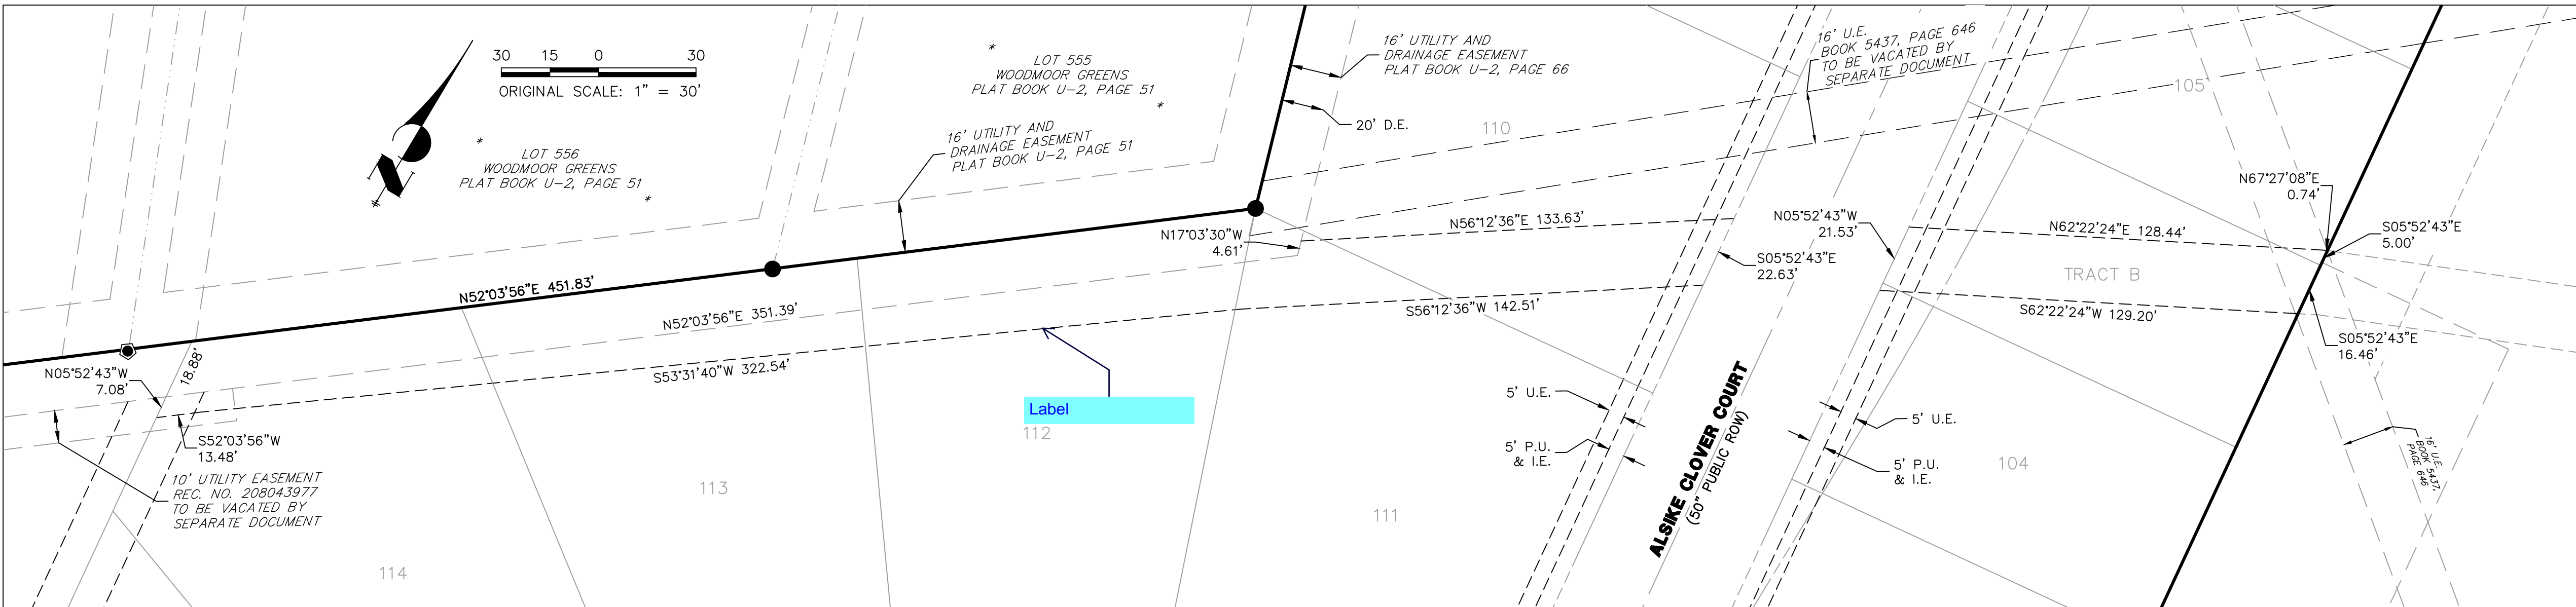 30 15 0 30
ORIGINAL SCALE: 1" = 30'
N
*
LOT 556
WOODMOOR GREENS
PLAT BOOK U-2, PAGE 51
*
*
LOT 555
WOODMOOR GREENS
PLAT BOOK U-2, PAGE 51
*
16' UTILITY AND
DRAINAGE EASEMENT
PLAT BOOK U-2, PAGE 51
16' UTILITY AND
DRAINAGE EASEMENT
PLAT BOOK U-2, PAGE 66
20' D.E.
110
16' U.E.
BOOK 5437, PAGE 646
TO BE VACATED BY
SEPARATE DOCUMENT
105
N67°27'08"E
0.74'
S05°52'43"E
5.00'
N17°03'30"W
4.61'
N56°12'36"E 133.63'
N05°52'43"W
21.53'
N62°22'24"E 128.44'
S05°52'43"E
22.63'
TRACT B
N52°03'56"E 451.83'
N52°03'56"E 351.39'
S56°12'36"W 142.51'
S62°22'24"W 129.20'
S05°52'43"E
16.46'
N05°52'43"W
7.08'
18.88'
S53°31'40"W 322.54'
Label
112
S52°03'56"W
13.48'
10' UTILITY EASEMENT
REC. NO. 208043977
TO BE VACATED BY
SEPARATE DOCUMENT
5' U.E.
5' P.U.
& I.E.
ALSIKE CLOVER COURT
(50" PUBLIC ROW)
5' U.E.
5' P.U.
& I.E.
104
16' U.E.
BOOK 5437,
PAGE 646
113
111
114